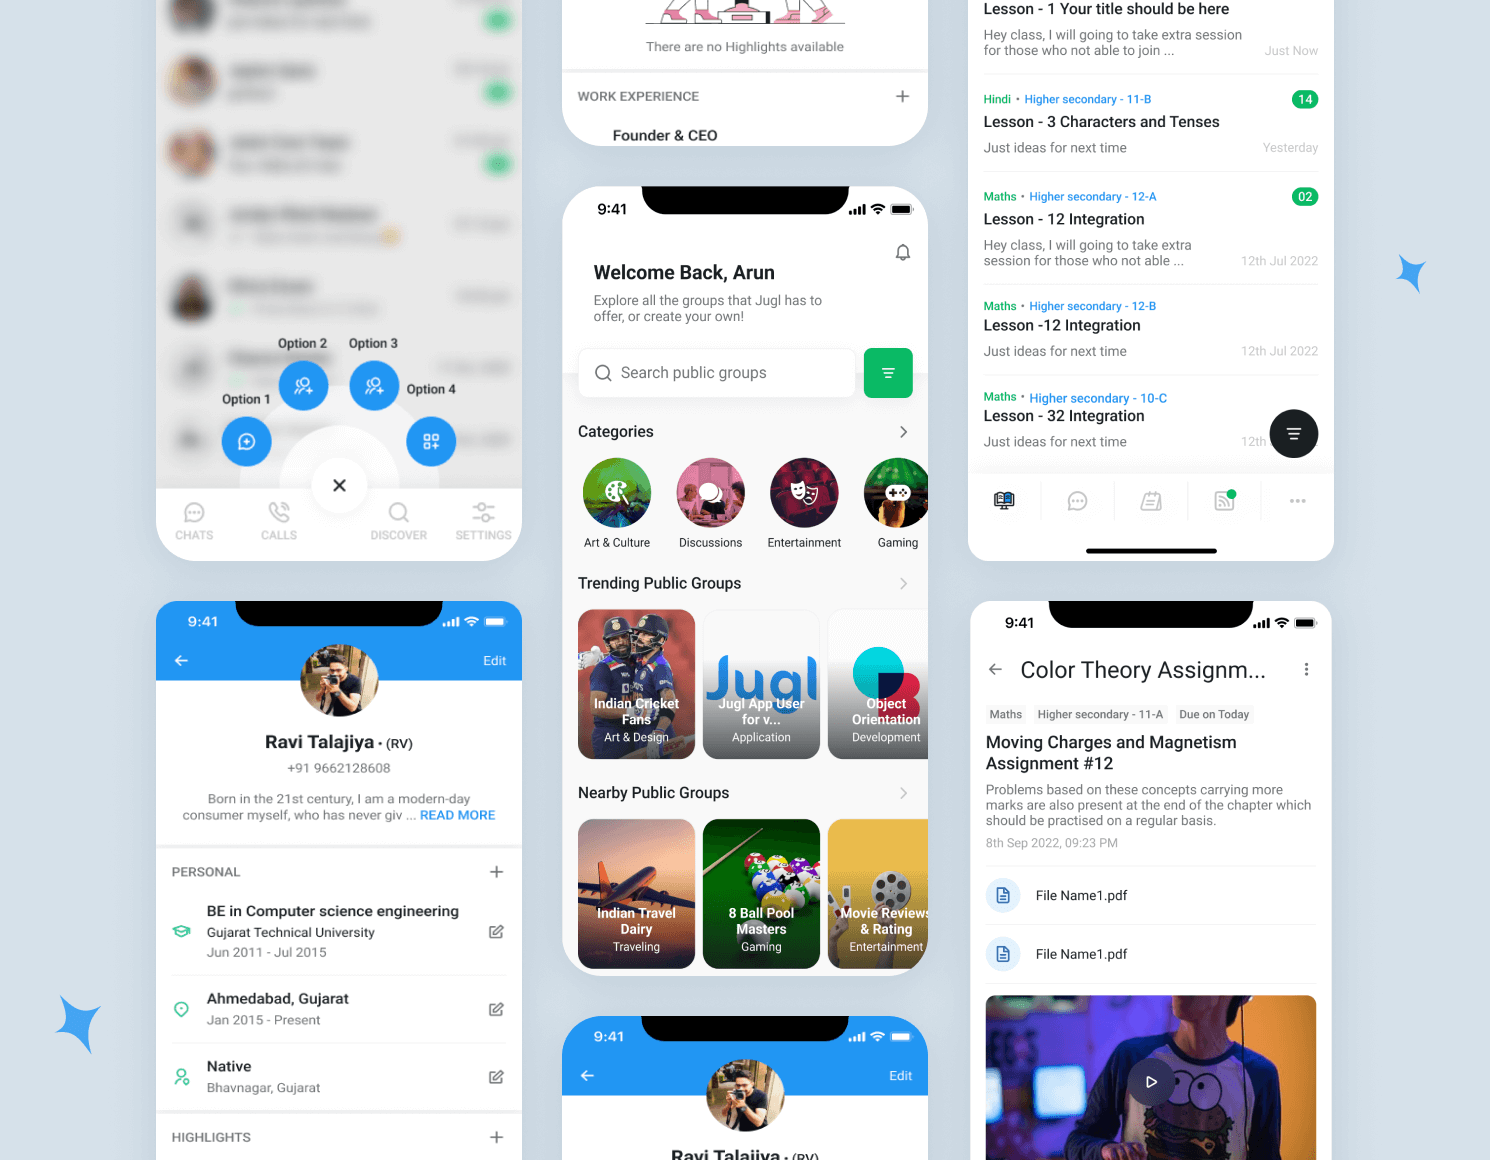 Option 2
Option 3
Option 4
Option 1
CHATS
CALLS
DISCOVER
SETTINGS
9:41
Edit
Ravi Talajiya • (RV)
+91 9662128608
Born in the 21st century, I am a modern-day
consumer myself, who has never giv ... READ MORE
PERSONAL
BE in Computer science engineering
Gujarat Technical University
Jun 2011 - Jul 2015
Ahmedabad, Gujarat
Jan 2015 - Present
Native
Bhavnagar, Gujarat
HIGHLIGHTS
There are no Highlights available
WORK EXPERIENCE
Founder & CEO
9:41
Welcome Back, Arun
Explore all the groups that Jugl has to
offer, or create your own!
Search public groups
Categories
Art & Culture
Discussions
Entertainment
Gaming
Trending Public Groups
Indian Cricket
Fans
Art & Design
Jugl
Jugl App User
for v...
Application
Object
Orientation
Development
Nearby Public Groups
Indian Travel
Dairy
Traveling
8 Ball Pool
Masters
Gaming
Movie Reviews
& Rating
Entertainment
9:41
Edit
Ravi Talajiya • (RV)
Lesson - 1 Your title should be here
Hey class, I will going to take extra session
for those who not able to join ...
Just Now
Hindi • Higher secondary - 11-B
14
Lesson - 3 Characters and Tenses
Just ideas for next time
Yesterday
Maths • Higher secondary - 12-A
02
Lesson - 12 Integration
Hey class, I will going to take extra
session for those who not able ...
12th Jul 2022
Maths • Higher secondary - 12-B
Lesson -12 Integration
Just ideas for next time
12th Jul 2022
Maths • Higher secondary - 10-C
Lesson - 32 Integration
Just ideas for next time
12th
9:41
Color Theory Assignm...
Maths
Higher secondary - 11-A
Due on Today
Moving Charges and Magnetism
Assignment #12
Problems based on these concepts carrying more
marks are also present at the end of the chapter which
should be practised on a regular basis.
8th Sep 2022, 09:23 PM
File Name1.pdf
File Name1.pdf